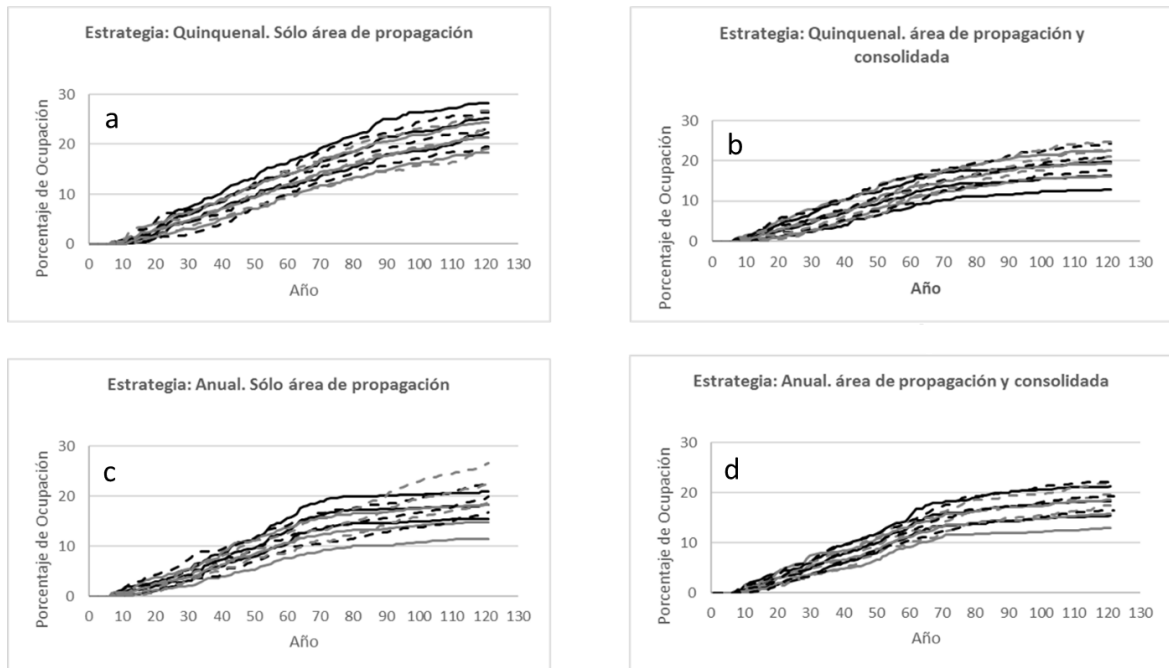 Estrategia: Quinquenal. Sólo área de propagación
a
Porcentaje de Ocupación
30
20
10
0
0 10 20 30 40 50 60 70 80 90 100 110 120 130
Año
Estrategia: Quinquenal. área de propagación y
consolidada
b
Porcentaje de Ocupación
30
20
10
0
0 10 20 30 40 50 60 70 80 90 100 110 120 130
Año
Estrategia: Anual. Sólo área de propagación
c
Porcentaje de Ocupación
30
20
10
0
0 10 20 30 40 50 60 70 80 90 100 110 120 130
Año
Estrategia: Anual. área de propagación y consolidada
d
Porcentaje de Ocupación
30
20
10
0
0 10 20 30 40 50 60 70 80 90 100 110 120 130
Año